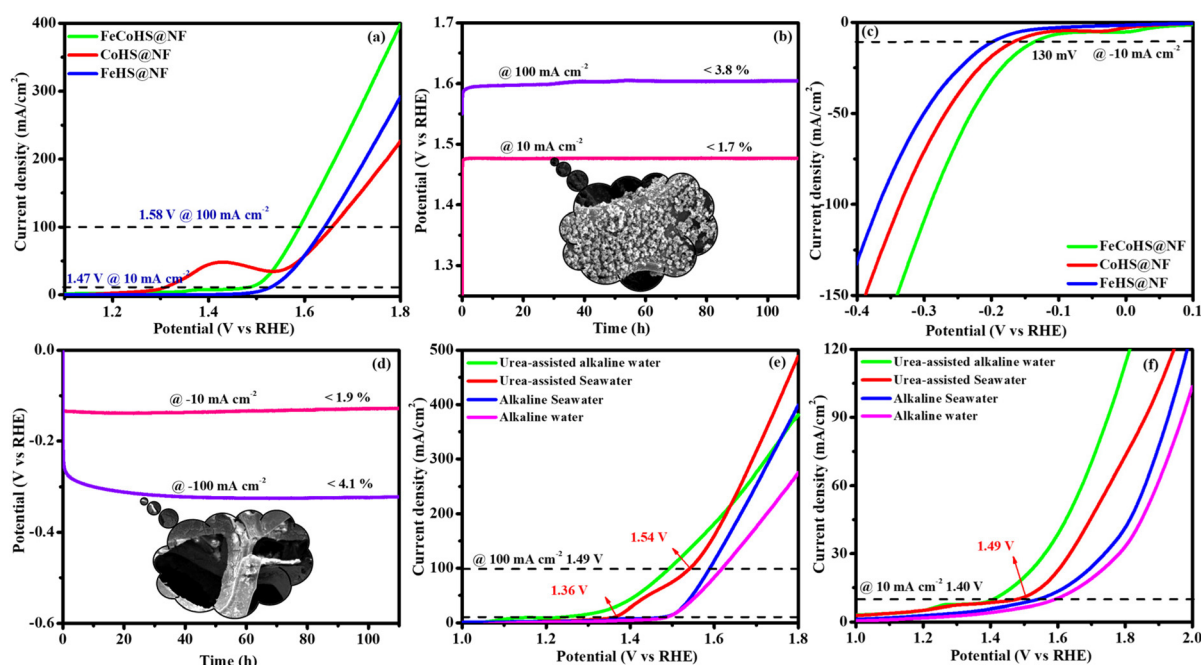 (a)
FeCoHS@NF
CoHS@NF
FeHS@NF
1.58 V @ 100 mA cm-2
1.47 V @ 10 mA cm-2
400
300
200
100
0
1.2
1.4
1.6
1.8
Current density (mA/cm2)
Potential (V vs RHE)
(b)
@ 100 mA cm-2
< 3.8 %
@ 10 mA cm-2
< 1.7 %
1.7
1.6
1.5
1.4
1.3
0
20
40
60
80
100
Potential (V vs RHE)
Time (h)
(c)
130 mV
@ -10 mA cm-2
FeCoHS@NF
CoHS@NF
FeHS@NF
0
-50
-100
-150
-0.4
-0.3
-0.2
-0.1
0.0
0.1
Current density (mA/cm2)
Potential (V vs RHE)
(d)
@ -10 mA cm-2
< 1.9 %
@ -100 mA cm-2
< 4.1 %
0.0
-0.2
-0.4
-0.6
0
20
40
60
80
100
Potential (V vs RHE)
Time (h)
(e)
Urea-assisted alkaline water
Urea-assisted Seawater
Alkaline Seawater
Alkaline water
1.54 V
@ 100 mA cm-2 1.49 V
1.36 V
500
400
300
200
100
0
1.0
1.2
1.4
1.6
1.8
Current density (mA/cm2)
Potential (V vs RHE)
(f)
Urea-assisted alkaline water
Urea-assisted Seawater
Alkaline Seawater
Alkaline water
1.49 V
@ 10 mA cm-2 1.40 V
120
90
60
30
0
1.0
1.2
1.4
1.6
1.8
2.0
Current density (mA/cm2)
Potential (V vs RHE)